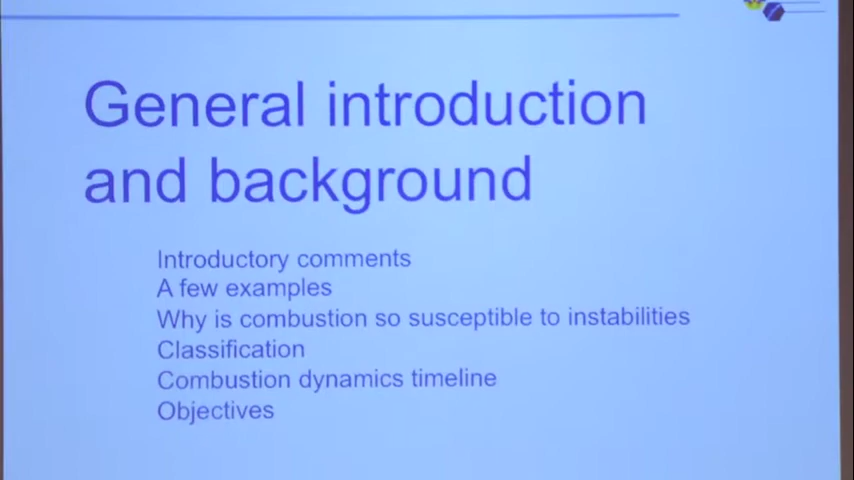 General introduction
and background
Introductory comments
A few examples
Why is combustion so susceptible to instabilities
Classification
Combustion dynamics timeline
Objectives